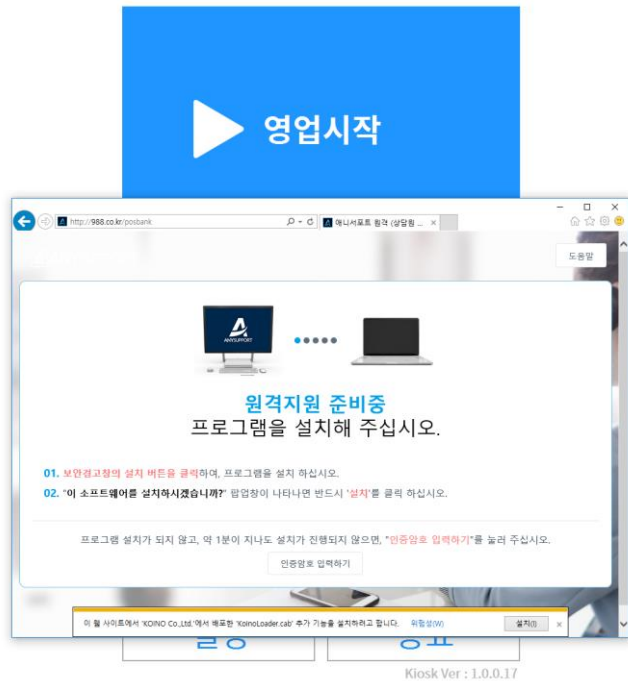 영업시작
http://988.co.kr/posbank
애니서포트 원격 (상담원 ...
도움말
ANYSUPPORT
원격지원 준비중
프로그램을 설치해 주십시오.
01. 보안경고창의 설치 버튼을 클릭하여, 프로그램을 설치 하십시오.
02. "이 소프트웨어를 설치하시겠습니까?" 팝업창이 나타나면 반드시 '설치'를 클릭 하십시오.
프로그램 설치가 되지 않고, 약 1분이 지나도 설치가 진행되지 않으면, "인증암호 입력하기"를 눌러 주십시오.
인증암호 입력하기
이 웹 사이트에서 'KOINO Co.,Ltd.'에서 배포한 'KoinoLoader.cab' 추가 기능을 설치하려고 합니다. 위험성(W) 설치(I)
Kiosk Ver : 1.0.0.17